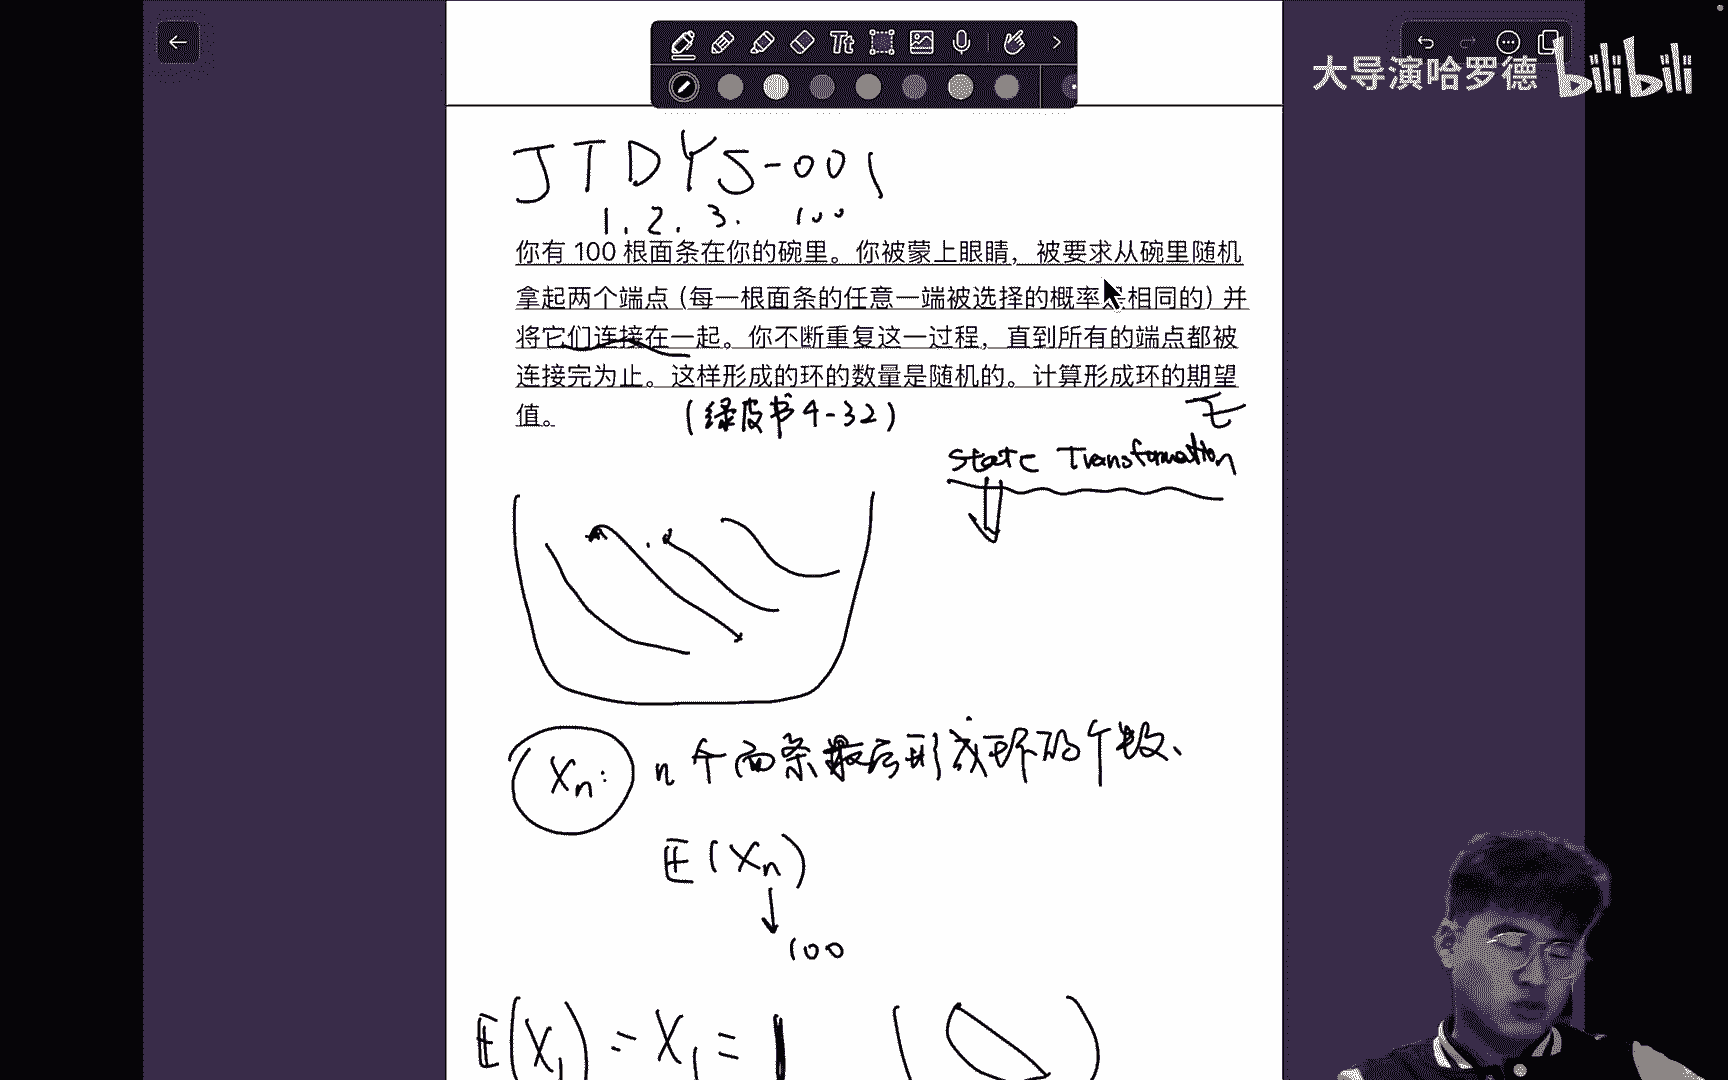 Tt
大导演哈罗德 bilibili
JTDYS-001
1. 2. 3. 100
你有 100 根面条在你的碗里。你被蒙上眼睛，被要求从碗里随机
拿起两个端点（每一根面条的任意一端被选择的概率是相同的）并
将它们连接在一起。你不断重复这一过程，直到所有的端点都被
连接完为止。这样形成的环的数量是随机的。计算形成环的期望
值。
(绿皮书4-32)
E
State Transformation
Xn: n 个面条最后形成环的个数、
E(Xn)
100
E(X1) = X1 = 1